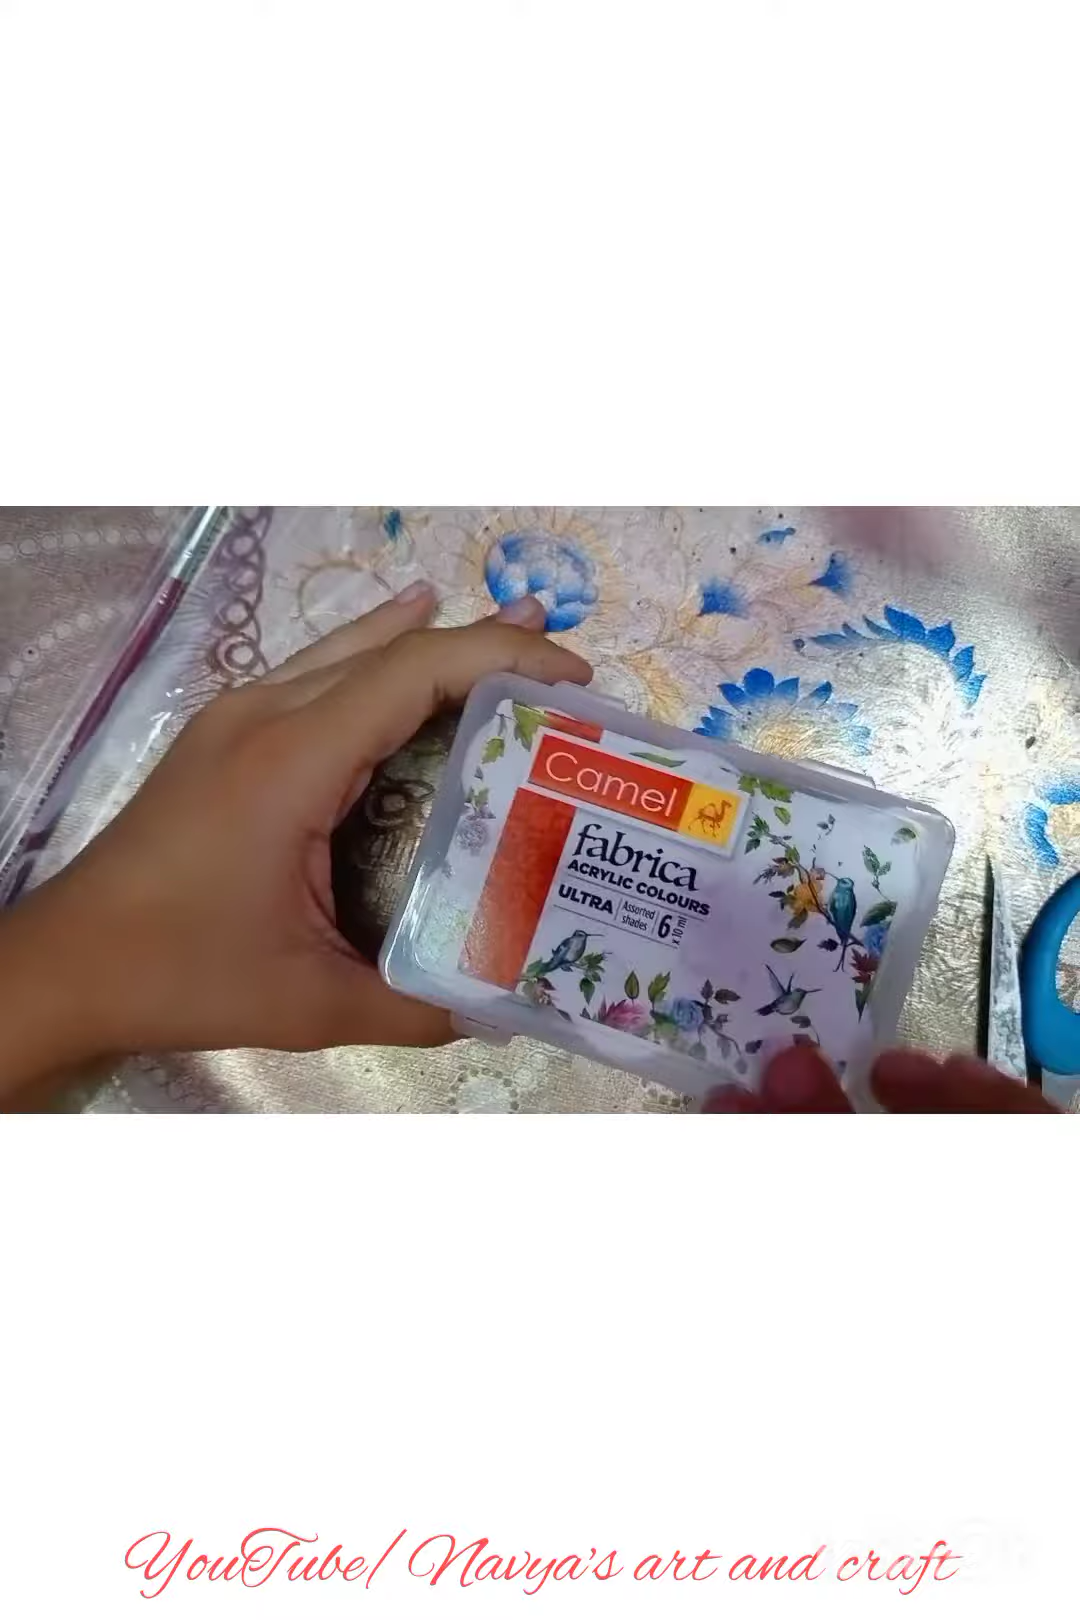 Camel
fabrica
ACRYLIC COLOURS
ULTRA Assorted shades 6 x 10 ml
YouTube/ Navya's art and craft